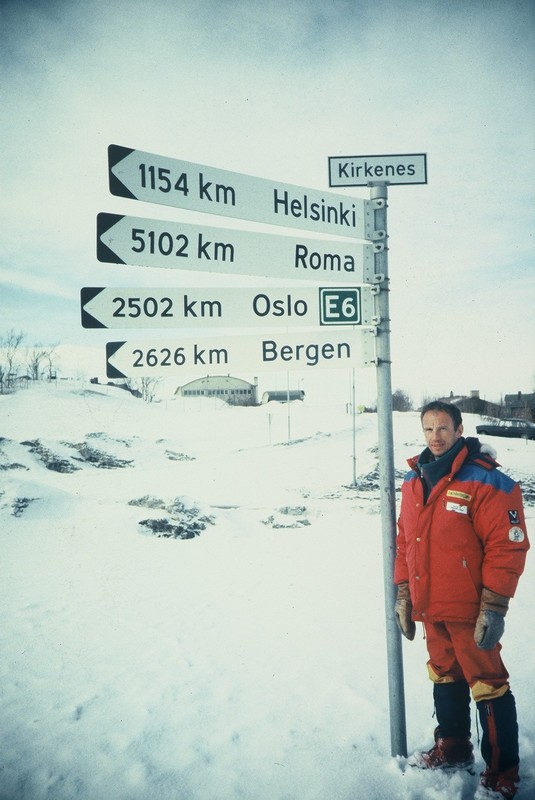 Kirkenes
1154 km Helsinki
5102 km Roma
2502 km Oslo E6
2626 km Bergen